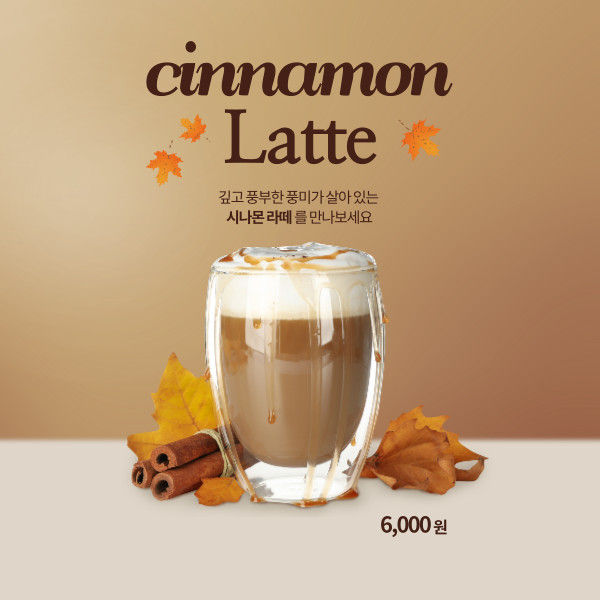 cinnamon
Latte
깊고 풍부한 풍미가 살아 있는
시나몬 라떼 를 만나보세요
6,000 원